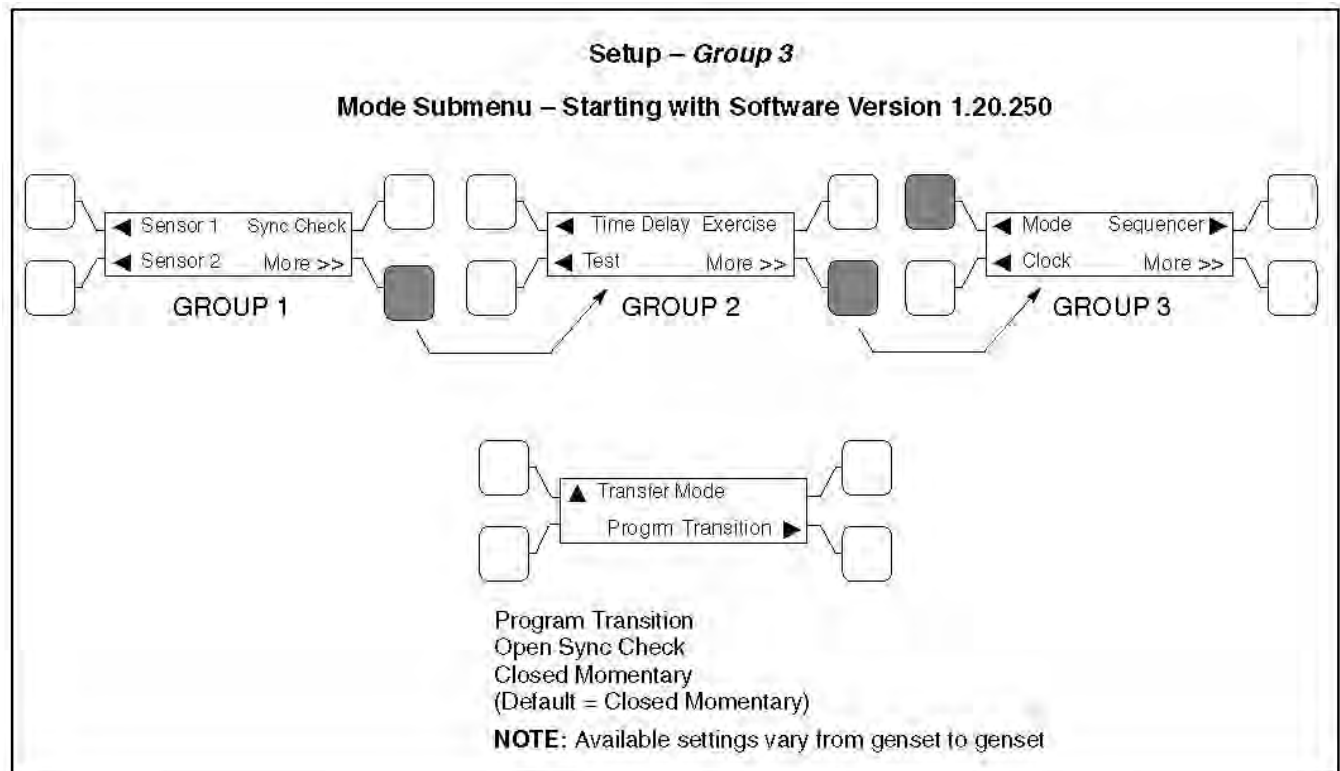 Setup – Group 3
Mode Submenu – Starting with Software Version 1.20.250
◀ Sensor 1 Sync Check
◀ Sensor 2 More >>
GROUP 1
◀ Time Delay Exercise
◀ Test More >>
GROUP 2
◀ Mode Sequencer ▶
◀ Clock More >>
GROUP 3
▲ Transfer Mode
Progrm Transition ▶
Program Transition
Open Sync Check
Closed Momentary
(Default = Closed Momentary)
NOTE: Available settings vary from genset to genset